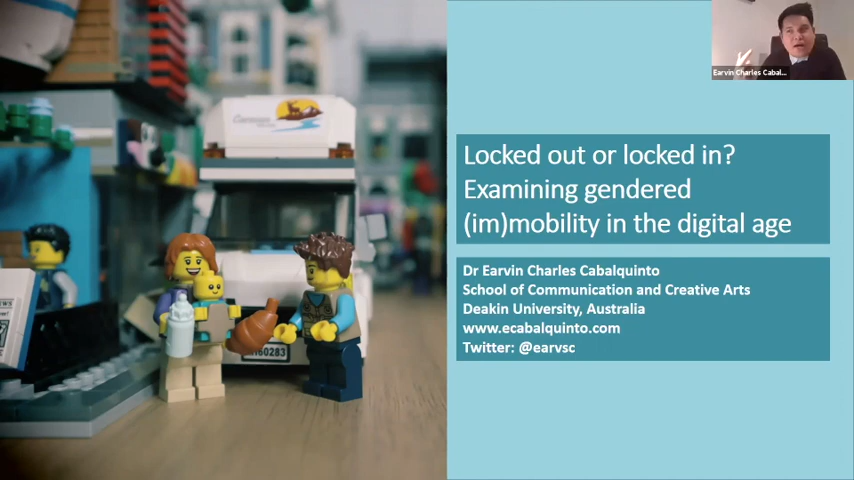 Earvin Charles Cabal...
Locked out or locked in?
Examining gendered
(im)mobility in the digital age
Dr Earvin Charles Cabalquinto
School of Communication and Creative Arts
Deakin University, Australia
www.ecabalquinto.com
Twitter: @earvsc
60283